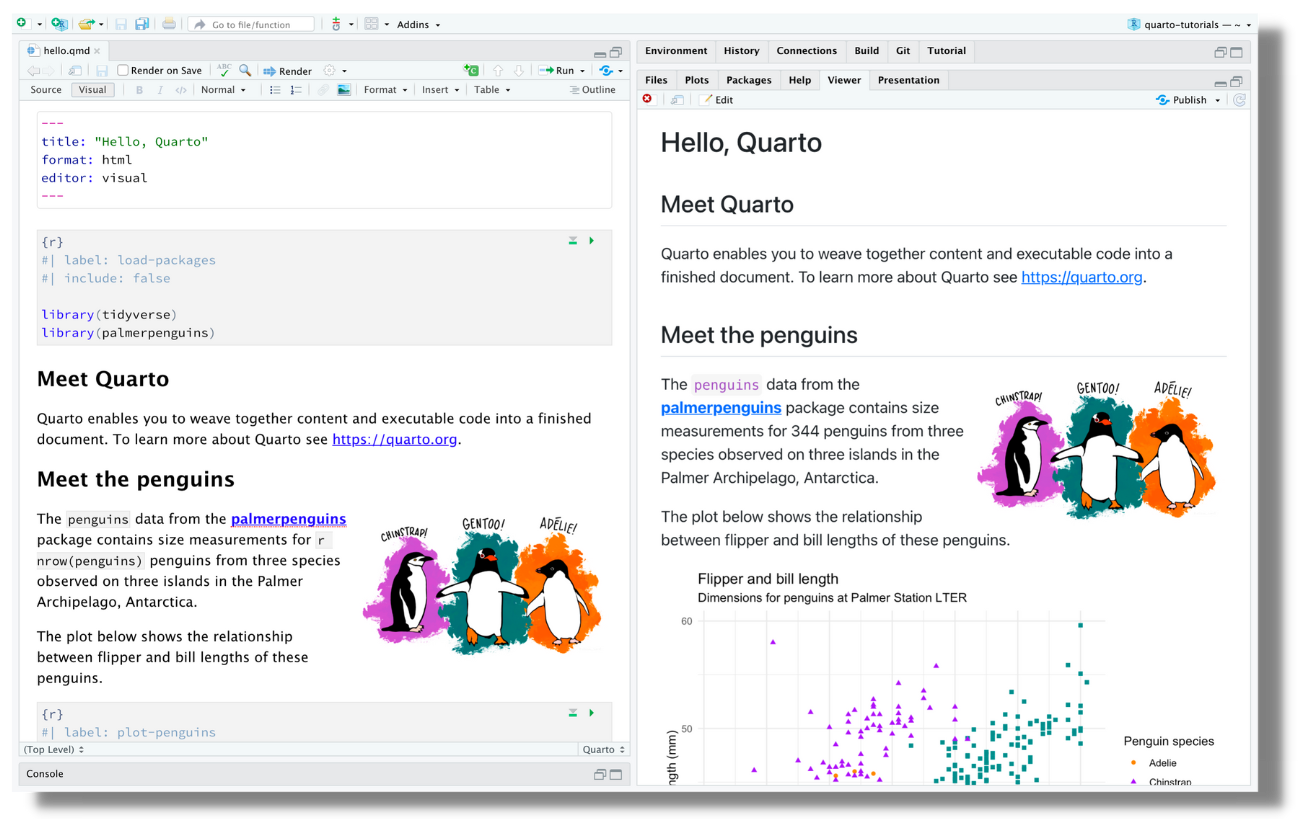 Go to file/function
Addins
quarto-tutorials — ~
hello.qmd
Render on Save
ABC
Render
Run
Source
Visual
B
I
</>
Normal
Format
Insert
Table
Outline
---
title: "Hello, Quarto"
format: html
editor: visual
---
{r}
#| label: load-packages
#| include: false
library(tidyverse)
library(palmerpenguins)
Meet Quarto
Quarto enables you to weave together content and executable code into a finished
document. To learn more about Quarto see https://quarto.org.
Meet the penguins
The penguins data from the palmerpenguins
package contains size measurements for r
nrow(penguins) penguins from three species
observed on three islands in the Palmer
Archipelago, Antarctica.
CHINSTRAP!
GENTOO!
ADÉLIE!
The plot below shows the relationship
between flipper and bill lengths of these
penguins.
{r}
#| label: plot-penguins
(Top Level)
Quarto
Console
Environment
History
Connections
Build
Git
Tutorial
Files
Plots
Packages
Help
Viewer
Presentation
Edit
Publish
Hello, Quarto
Meet Quarto
Quarto enables you to weave together content and executable code into a
finished document. To learn more about Quarto see https://quarto.org.
Meet the penguins
The penguins data from the
palmerpenguins package contains size
measurements for 344 penguins from three
species observed on three islands in the
Palmer Archipelago, Antarctica.
CHINSTRAP!
GENTOO!
ADÉLIE!
The plot below shows the relationship
between flipper and bill lengths of these penguins.
Flipper and bill length
Dimensions for penguins at Palmer Station LTER
60
50
ngth (mm)
Penguin species
Adelie
Chinstrap